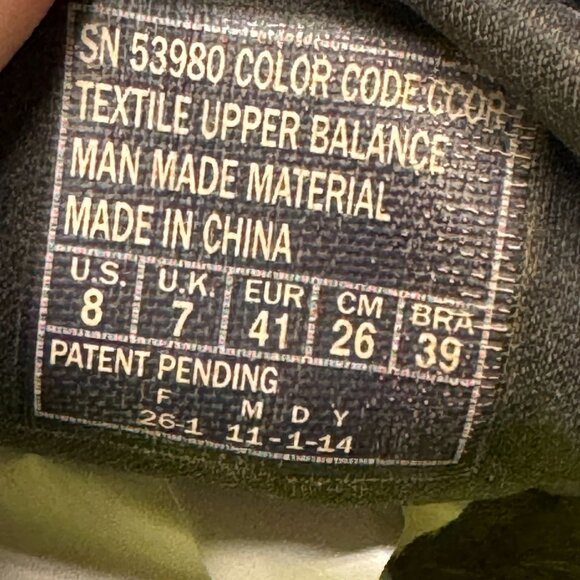 SN 53980 COLOR CODE:CCOR
TEXTILE UPPER BALANCE
MAN MADE MATERIAL
MADE IN CHINA
U.S. U.K. EUR CM BRA
8 7 41 26 39
PATENT PENDING
F M D Y
26-1 11-1-14